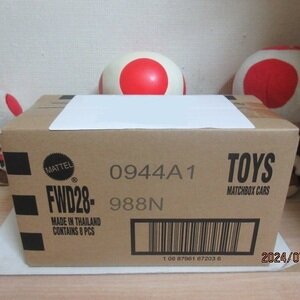 MATTEL
®
FWD28-
988N
MADE IN THAILAND
CONTAINS 8 PCS
0944A1
TOYS
MATCHBOX CARS
2024/0